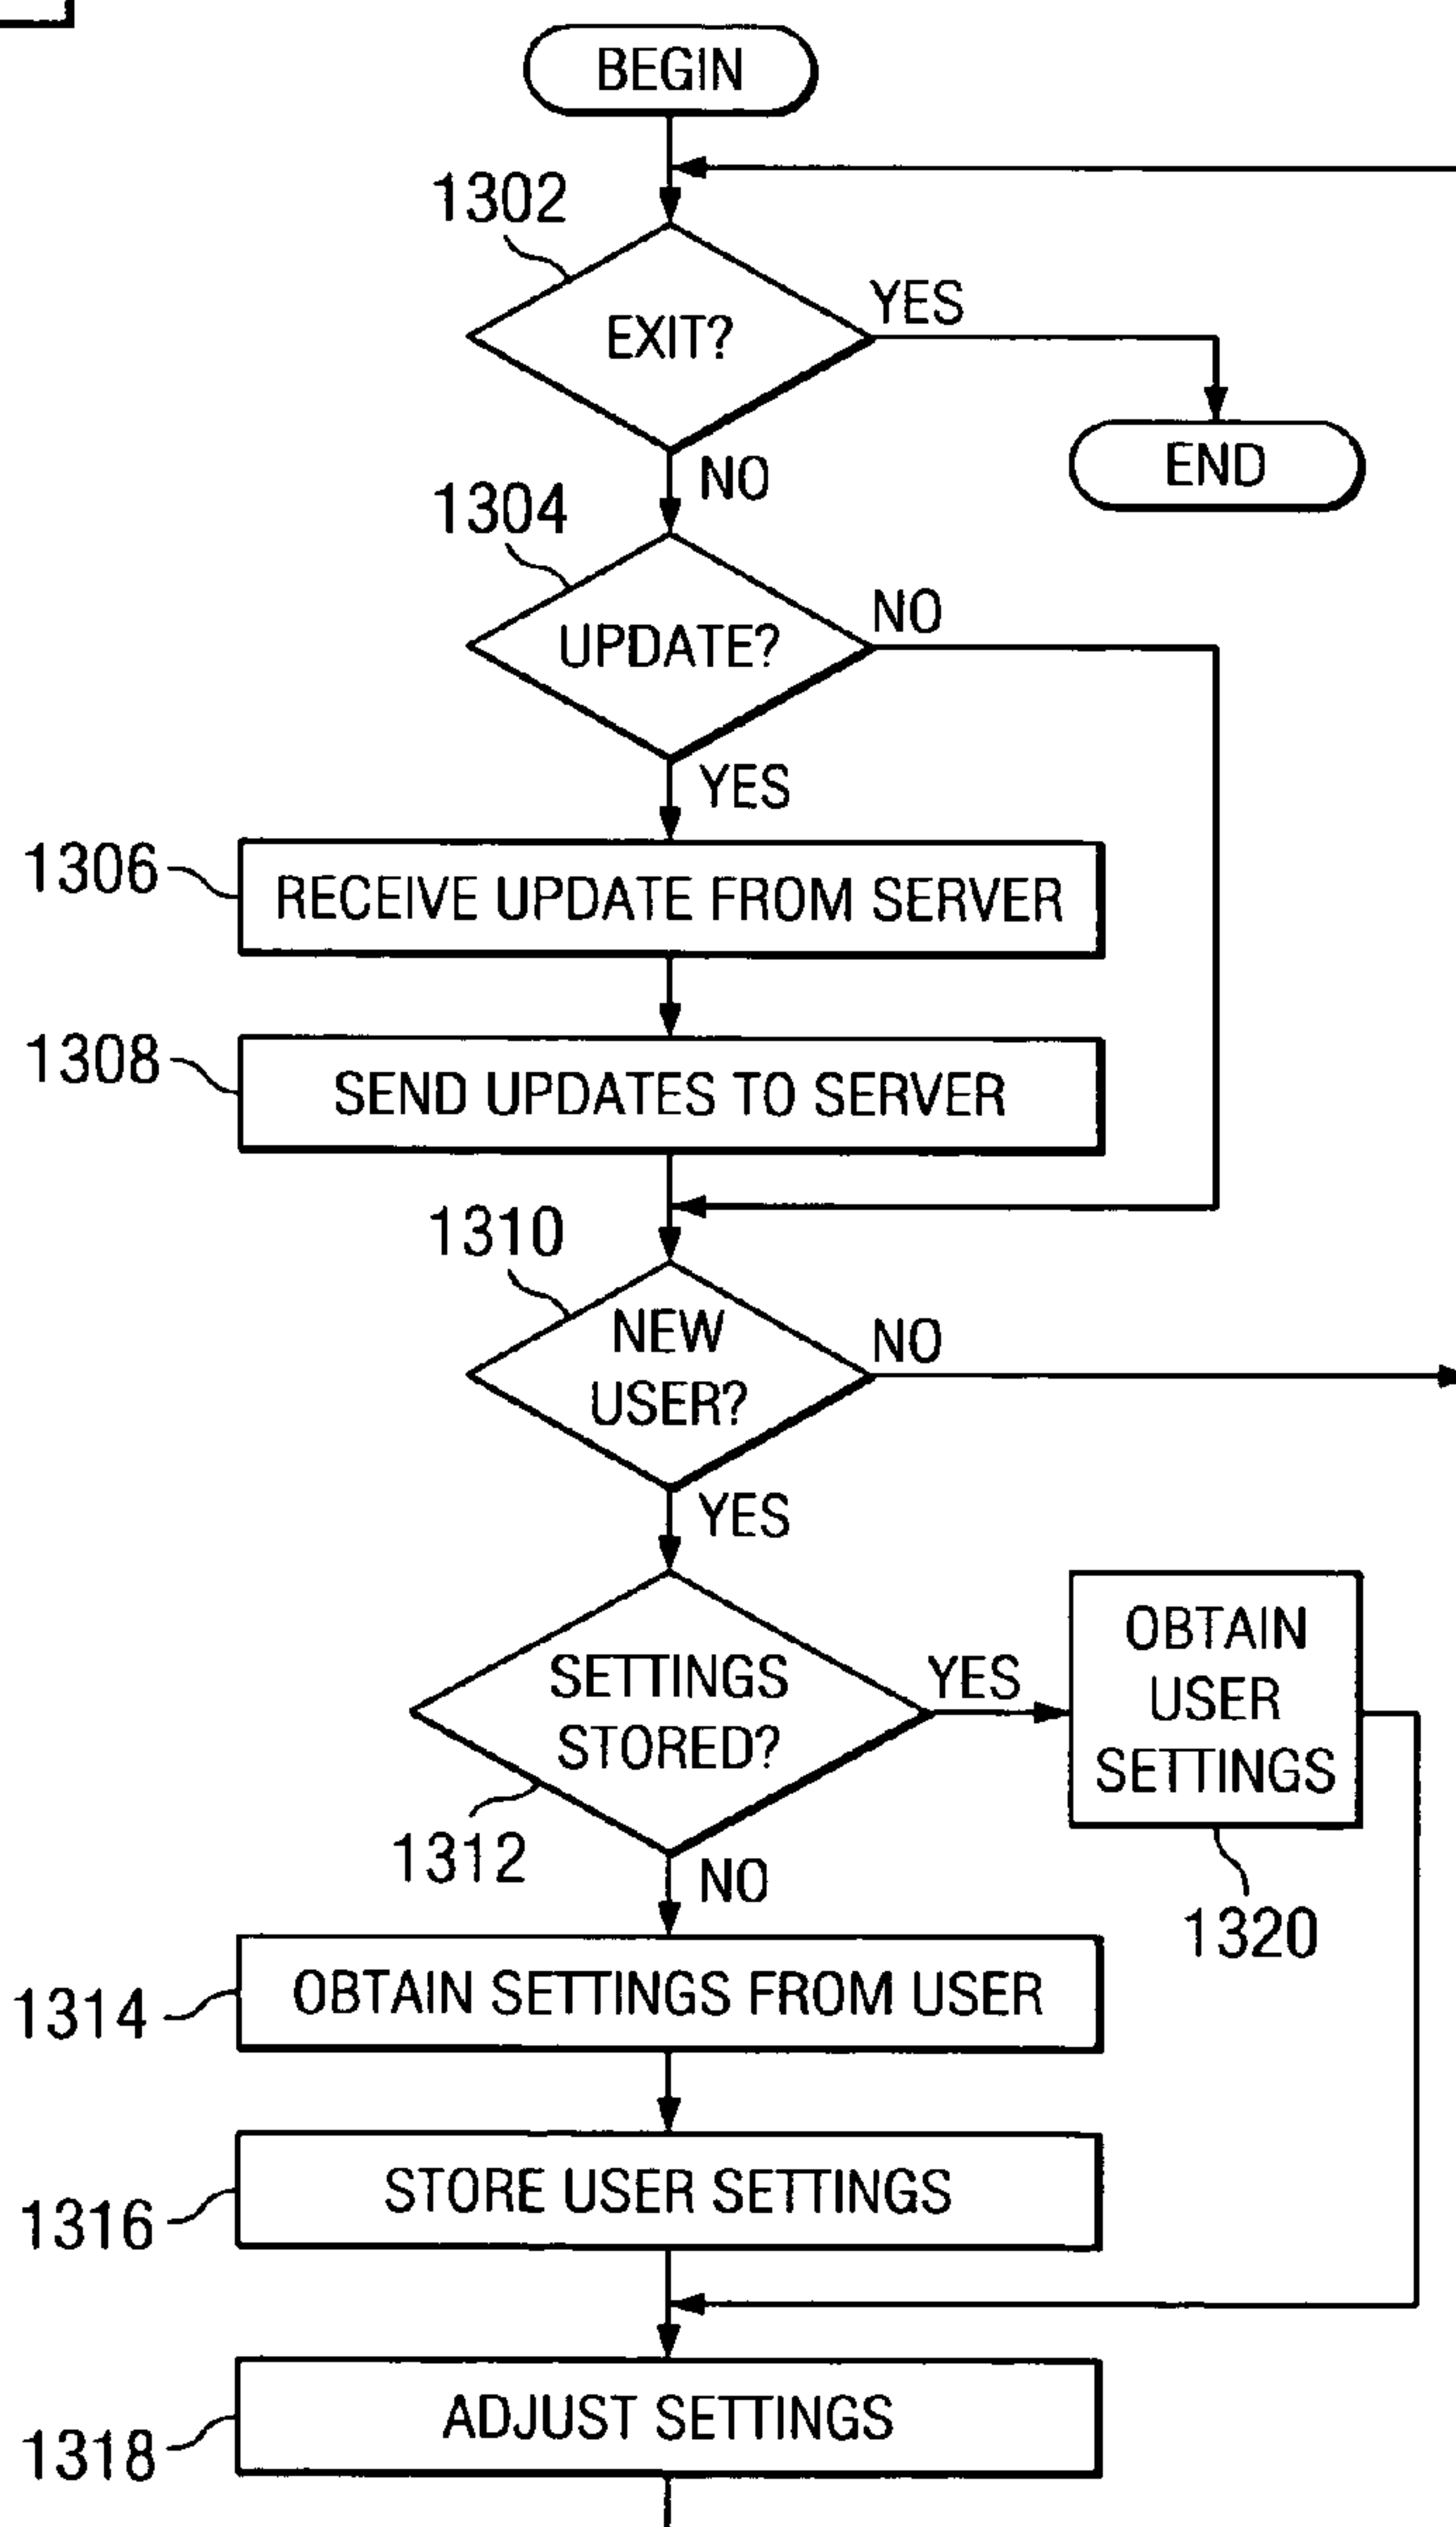 BEGIN
1302
EXIT?
YES
END
NO
1304
UPDATE?
NO
YES
1306
RECEIVE UPDATE FROM SERVER
1308
SEND UPDATES TO SERVER
1310
NEW
USER?
NO
YES
SETTINGS
STORED?
YES
OBTAIN
USER
SETTINGS
1312
NO
1320
1314
OBTAIN SETTINGS FROM USER
1316
STORE USER SETTINGS
1318
ADJUST SETTINGS